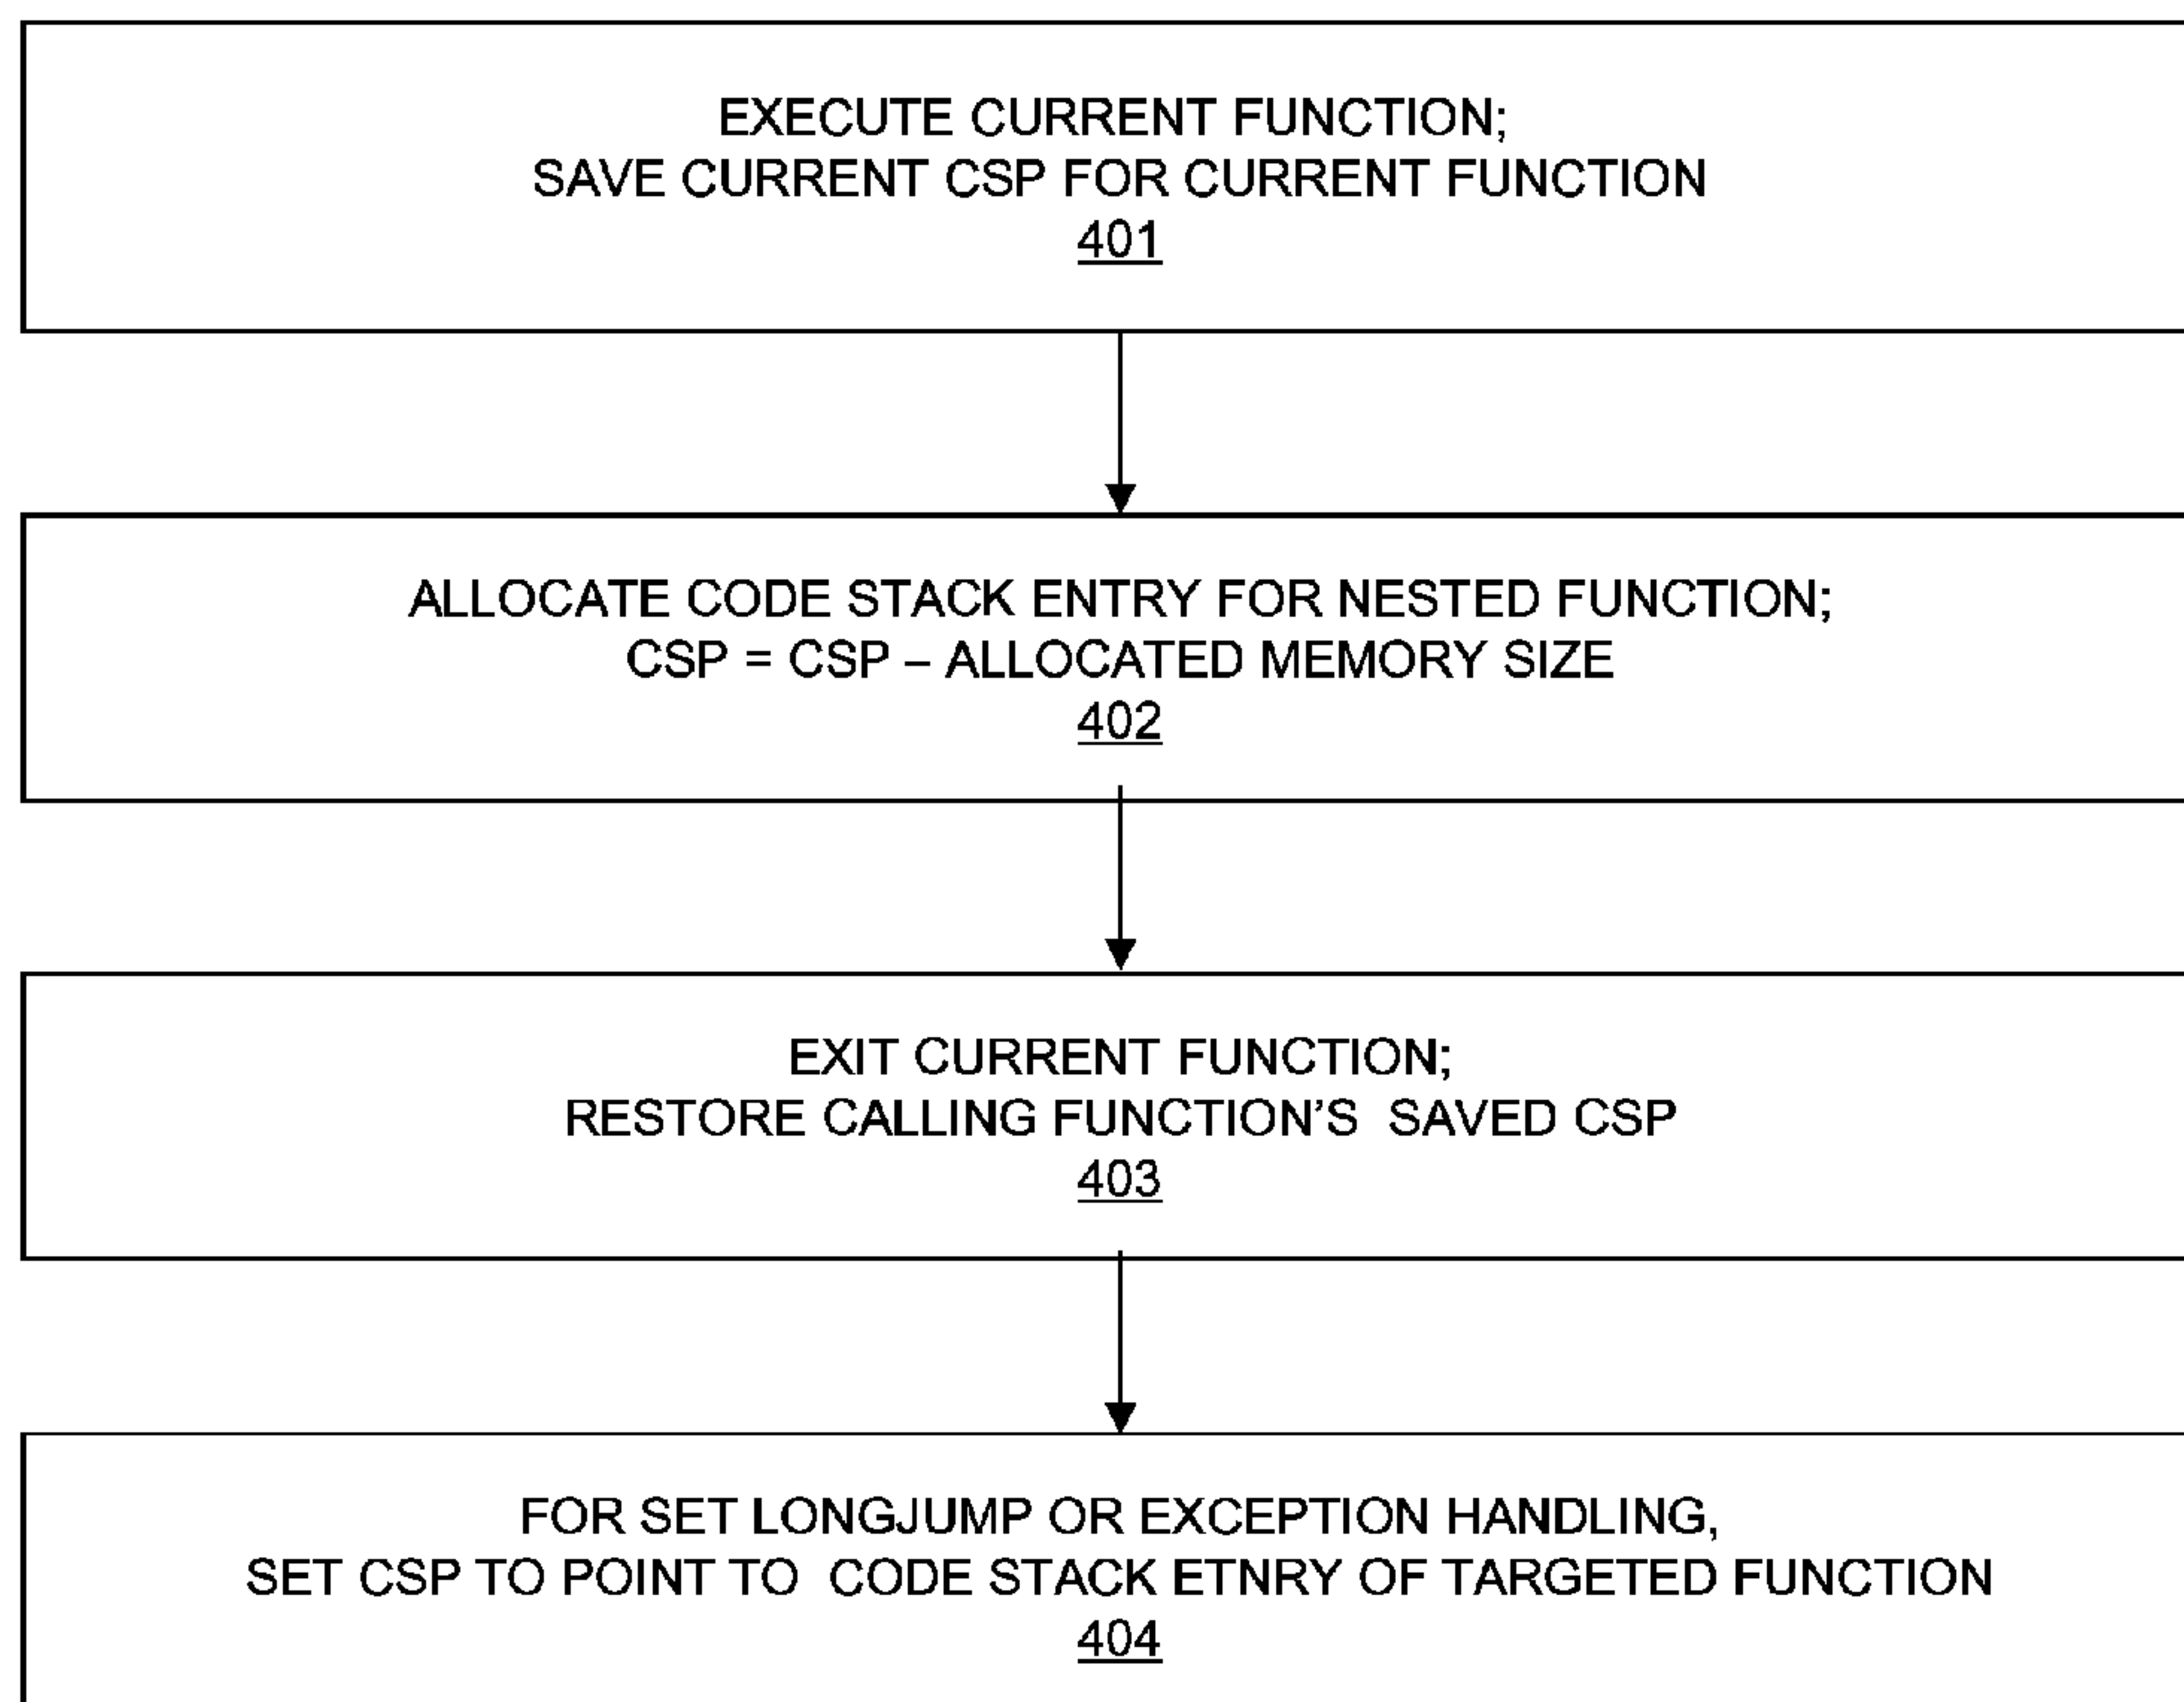 EXECUTE CURRENT FUNCTION;
SAVE CURRENT CSP FOR CURRENT FUNCTION
401
ALLOCATE CODE STACK ENTRY FOR NESTED FUNCTION;
CSP = CSP – ALLOCATED MEMORY SIZE
402
EXIT CURRENT FUNCTION;
RESTORE CALLING FUNCTION’S SAVED CSP
403
FOR SET LONGJUMP OR EXCEPTION HANDLING,
SET CSP TO POINT TO CODE STACK ETNRY OF TARGETED FUNCTION
404